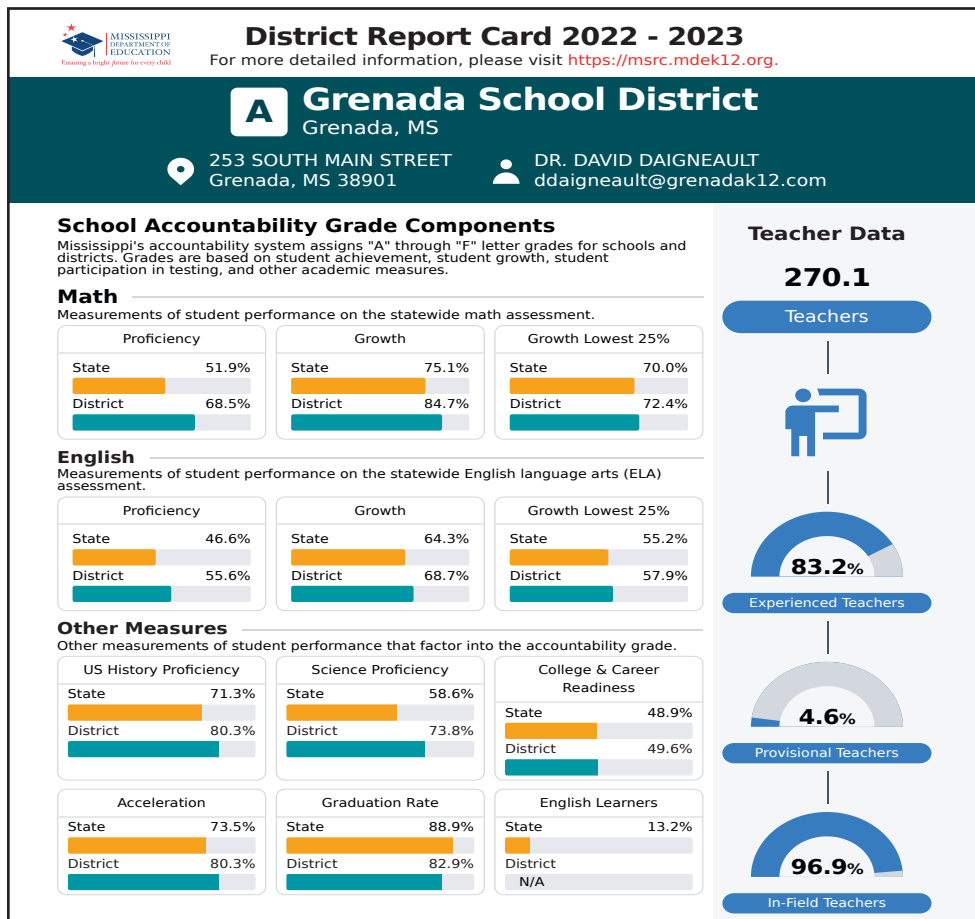 MISSISSIPPI
DEPARTMENT OF
EDUCATION
Ensuring a bright future for every child
District Report Card 2022 - 2023
For more detailed information, please visit https://msrc.mdek12.org.
A
Grenada School District
Grenada, MS
253 SOUTH MAIN STREET
Grenada, MS 38901
DR. DAVID DAIGNEAULT
ddaigneault@grenadak12.com
School Accountability Grade Components
Mississippi's accountability system assigns "A" through "F" letter grades for schools and
districts. Grades are based on student achievement, student growth, student
participation in testing, and other academic measures.
Math
Measurements of student performance on the statewide math assessment.
Proficiency
State 51.9%
District 68.5%
Growth
State 75.1%
District 84.7%
Growth Lowest 25%
State 70.0%
District 72.4%
English
Measurements of student performance on the statewide English language arts (ELA)
assessment.
Proficiency
State 46.6%
District 55.6%
Growth
State 64.3%
District 68.7%
Growth Lowest 25%
State 55.2%
District 57.9%
Other Measures
Other measurements of student performance that factor into the accountability grade.
US History Proficiency
State 71.3%
District 80.3%
Science Proficiency
State 58.6%
District 73.8%
College & Career
Readiness
State 48.9%
District 49.6%
Acceleration
State 73.5%
District 80.3%
Graduation Rate
State 88.9%
District 82.9%
English Learners
State 13.2%
District
N/A
Teacher Data
270.1
Teachers
83.2%
Experienced Teachers
4.6%
Provisional Teachers
96.9%
In-Field Teachers